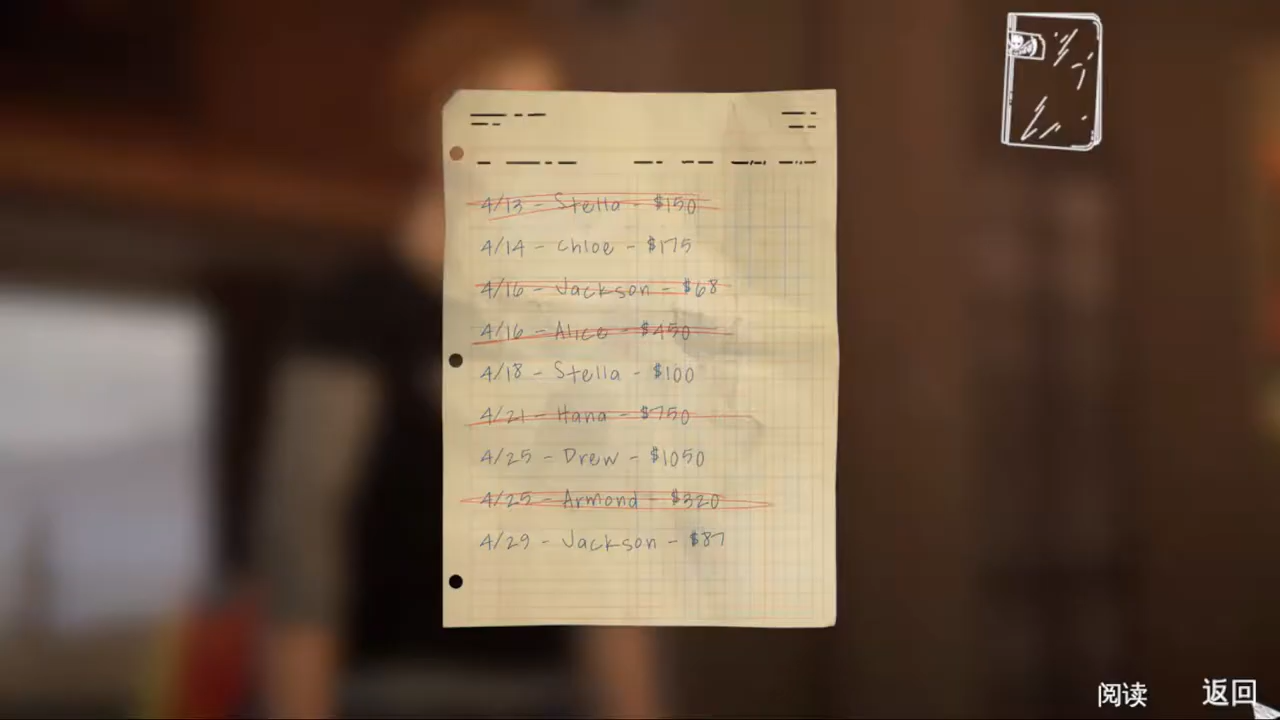 4/13 - Stella - $150
4/14 - Chloe - $175
4/16 - Jackson - $68
4/16 - Alice - $450
4/18 - Stella - $100
4/21 - Hana - $750
4/25 - Drew - $1050
4/25 - Armond - $320
4/29 - Jackson - $87
阅读 返回